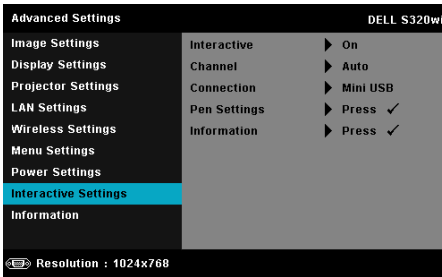 Advanced Settings DELL S320wi
Image Settings Interactive On
Display Settings Channel Auto
Projector Settings Connection Mini USB
LAN Settings Pen Settings Press ✓
Wireless Settings Information Press ✓
Menu Settings
Power Settings
Interactive Settings
Information
Resolution : 1024x768